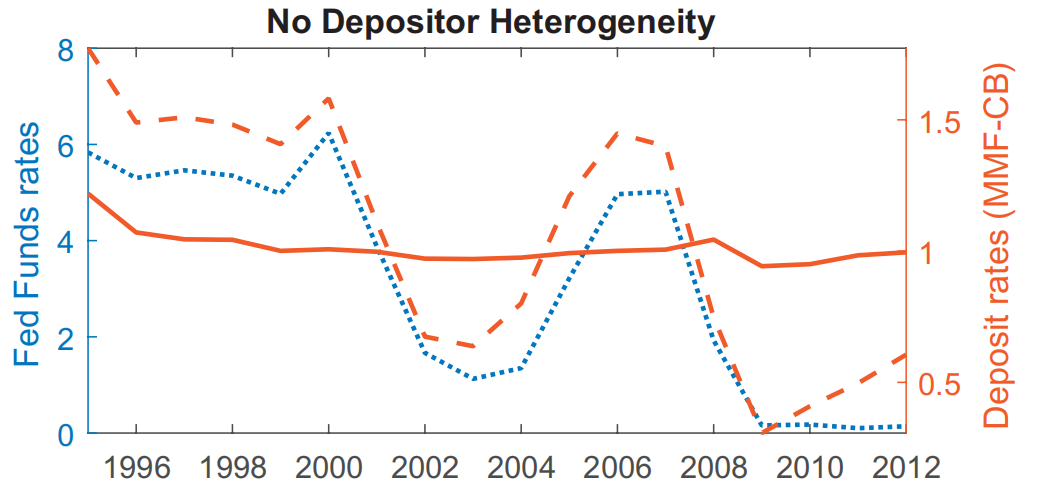 No Depositor Heterogeneity
Fed Funds rates
8
6
4
2
0
1.5
1
0.5
Deposit rates (MMF-CB)
1996 1998 2000 2002 2004 2006 2008 2010 2012